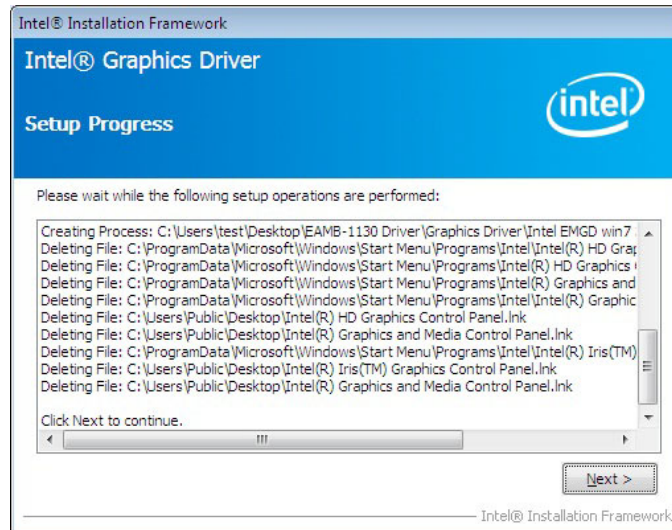 Intel® Installation Framework
Intel® Graphics Driver
Setup Progress
intel
Please wait while the following setup operations are performed:
Creating Process: C:\Users\test\Desktop\EAMB-1130 Driver\Graphics Driver\Intel EMGD win7
Deleting File: C:\ProgramData\Microsoft\Windows\Start Menu\Programs\Intel\Intel(R) HD Grap
Deleting File: C:\ProgramData\Microsoft\Windows\Start Menu\Programs\Intel(R) HD Graphics
Deleting File: C:\ProgramData\Microsoft\Windows\Start Menu\Programs\Intel(R) Graphics and
Deleting File: C:\ProgramData\Microsoft\Windows\Start Menu\Programs\Intel\Intel(R) Graphic
Deleting File: C:\Users\Public\Desktop\Intel(R) HD Graphics Control Panel.lnk
Deleting File: C:\Users\Public\Desktop\Intel(R) Graphics and Media Control Panel.lnk
Deleting File: C:\ProgramData\Microsoft\Windows\Start Menu\Programs\Intel\Intel(R) Iris(TM)
Deleting File: C:\Users\Public\Desktop\Intel(R) Iris(TM) Graphics Control Panel.lnk
Deleting File: C:\Users\Public\Desktop\Intel(R) Graphics and Media Control Panel.lnk
Click Next to continue.
Next >
Intel® Installation Framework